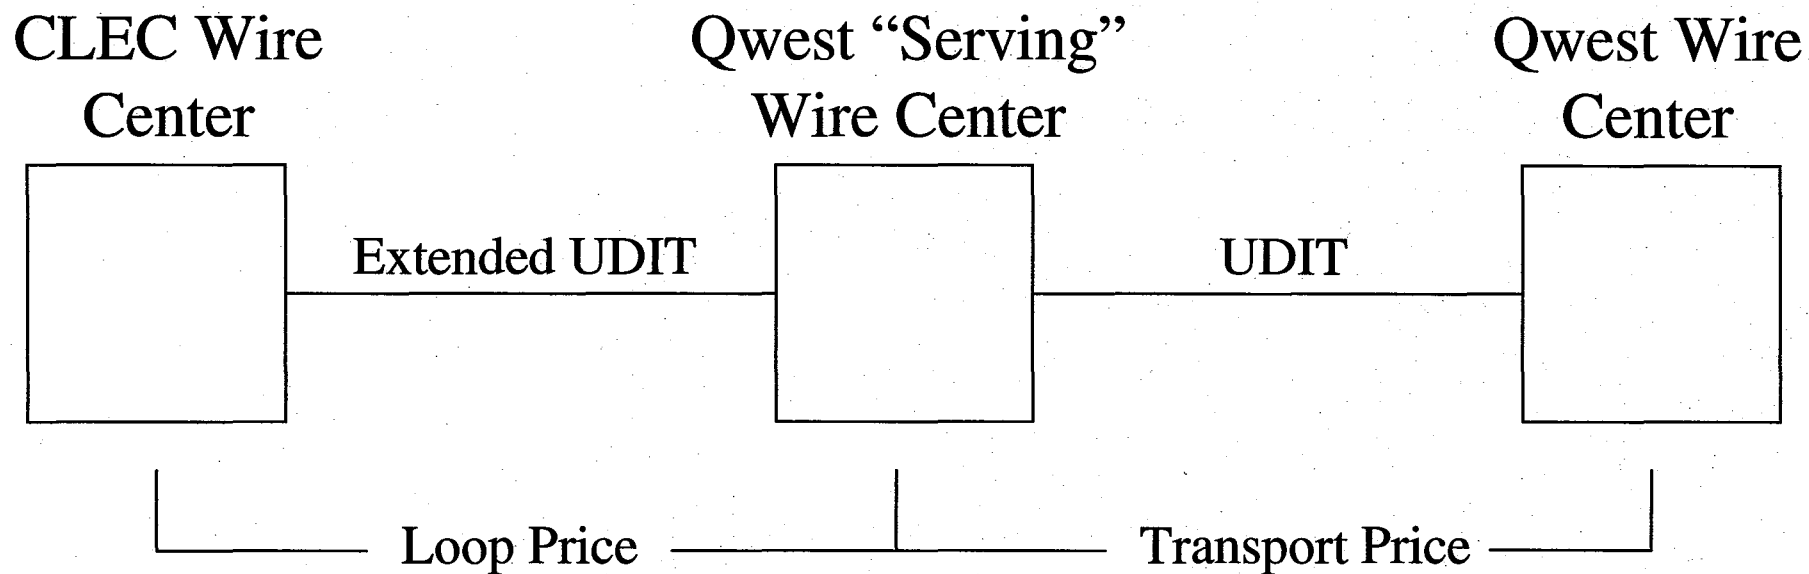 CLEC Wire
Center
Qwest “Serving”
Wire Center
Qwest Wire
Center
Extended UDIT
UDIT
Loop Price
Transport Price